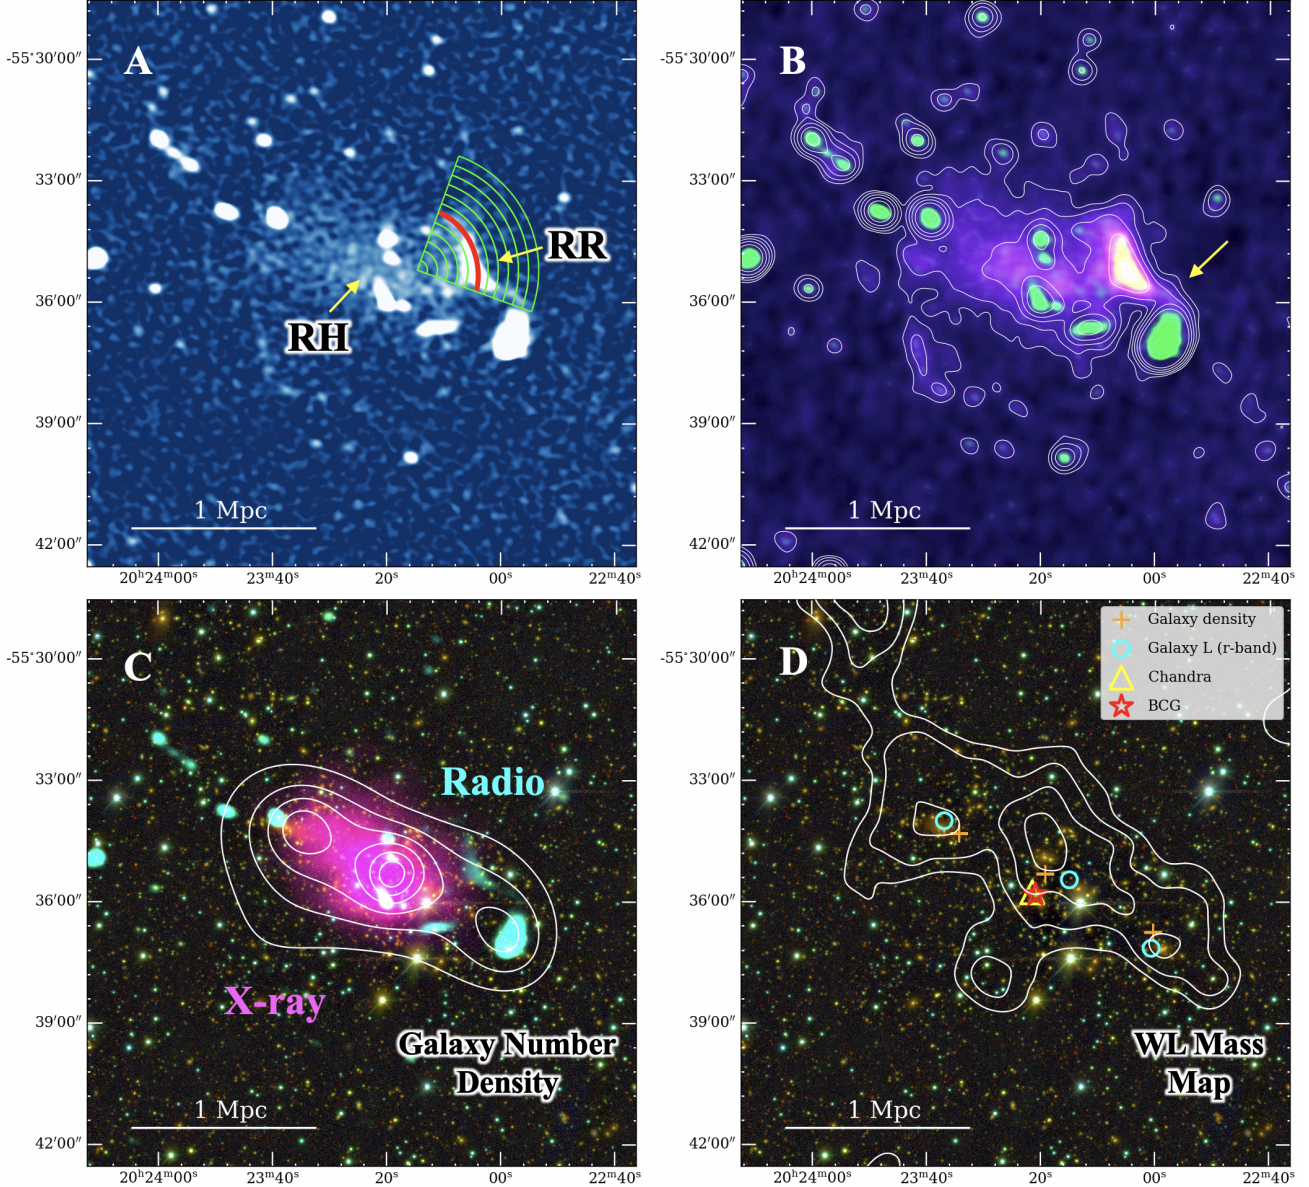 A
RR
RH
1 Mpc
-55°30′00″
33′00″
36′00″
39′00″
42′00″
20ʰ24ᵐ00ˢ 23ᵐ40ˢ 20ˢ 00ˢ 22ᵐ40ˢ
B
1 Mpc
-55°30′00″
33′00″
36′00″
39′00″
42′00″
20ʰ24ᵐ00ˢ 23ᵐ40ˢ 20ˢ 00ˢ 22ᵐ40ˢ
C
Radio
X-ray
Galaxy Number
Density
1 Mpc
-55°30′00″
33′00″
36′00″
39′00″
42′00″
20ʰ24ᵐ00ˢ 23ᵐ40ˢ 20ˢ 00ˢ 22ᵐ40ˢ
D
Galaxy density
Galaxy L (r-band)
Chandra
BCG
WL Mass
Map
1 Mpc
-55°30′00″
33′00″
36′00″
39′00″
42′00″
20ʰ24ᵐ00ˢ 23ᵐ40ˢ 20ˢ 00ˢ 22ᵐ40ˢ